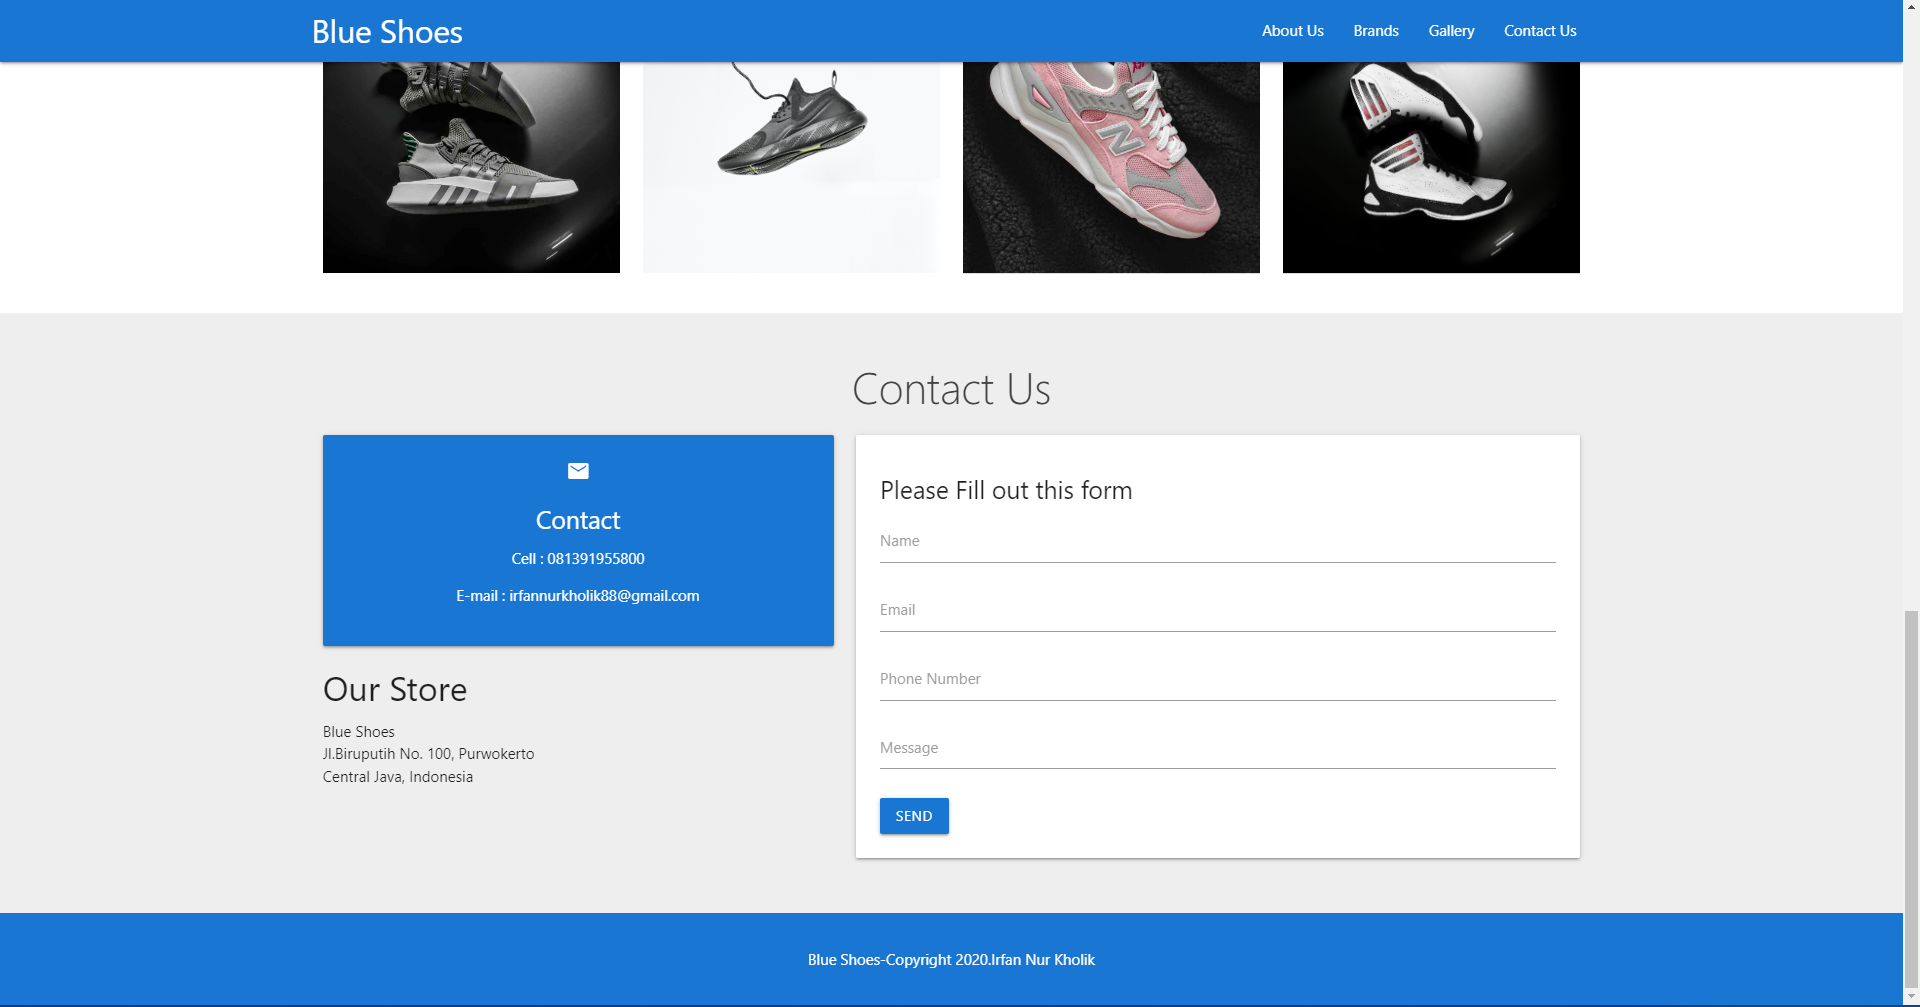 Blue Shoes
About Us
Brands
Gallery
Contact Us
N
Contact Us
Contact
Cell : 081391955800
E-mail : irfannurkholik88@gmail.com
Our Store
Blue Shoes
Jl.Biruputih No. 100, Purwokerto
Central Java, Indonesia
Please Fill out this form
Name
Email
Phone Number
Message
SEND
Blue Shoes-Copyright 2020.Irfan Nur Kholik